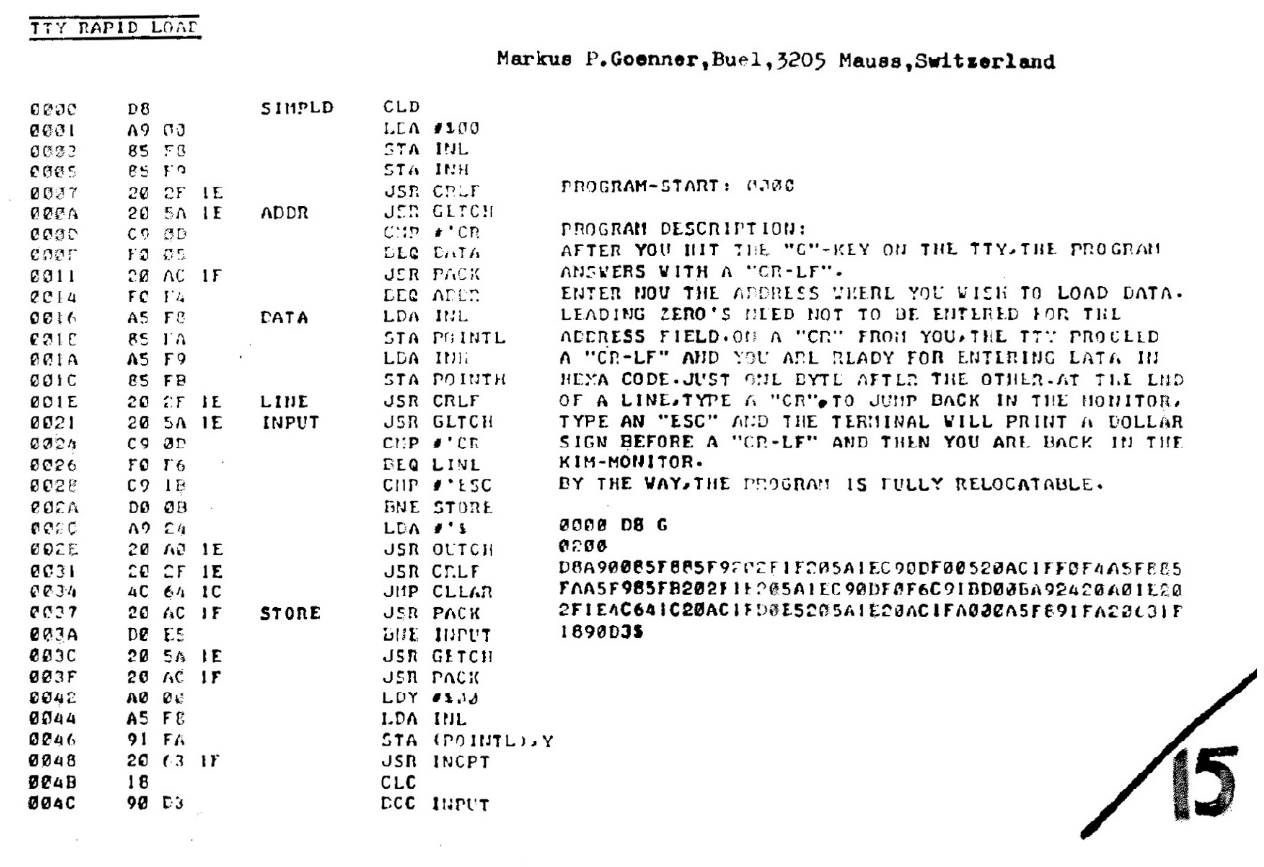 TTY RAPID LOAD
Markus P.Goenner,Buel,3205 Mauss,Switzerland
0000 D8 SIMPLD CLD
0001 A9 00 LDA #$00
0003 85 F8 STA INL
0005 85 F9 STA INH
0007 20 2F 1E JSR CRLF
000A 20 5A 1E ADDR JSR GETCH
000D C9 0D CMP #'CR
000F F0 05 BEQ DATA
0011 20 AC 1F JSR PACK
0014 F0 F4 BEQ ADDR
0016 A5 F8 DATA LDA INL
0018 85 FA STA POINTL
001A A5 F9 LDA INH
001C 85 FB STA POINTH
001E 20 2F 1E LINE JSR CRLF
0021 20 5A 1E INPUT JSR GETCH
0024 C9 0D CMP #'CR
0026 F0 F6 BEQ LINE
0028 C9 1B CMP #'ESC
002A D0 0B BNE STORE
002C A9 24 LDA #'$
002E 20 A0 1E JSR OUTCH
0031 20 2F 1E JSR CRLF
0034 4C 64 1C JMP CLEAR
0037 20 AC 1F STORE JSR PACK
003A D0 E5 BNE INPUT
003C 20 5A 1E JSR GETCH
003F 20 AC 1F JSR PACK
0042 A0 00 LDY #$00
0044 A5 F8 LDA INL
0046 91 FA STA (POINTL),Y
0048 20 63 1F JSR INCPT
004B 18 CLC
004C 90 D3 BCC INPUT
PROGRAM-START: 0000
PROGRAM DESCRIPTION:
AFTER YOU HIT THE "G"-KEY ON THE TTY,THE PROGRAM
ANSWERS WITH A "CR-LF".
ENTER NOW THE ADDRESS WHERE YOU WISH TO LOAD DATA.
LEADING ZERO'S NEED NOT TO BE ENTERED FOR THE
ADDRESS FIELD.ON A "CR" FROM YOU,THE TTY PROCEED
A "CR-LF" AND YOU ARE READY FOR ENTERING DATA IN
HEXA CODE.JUST ONE BYTE AFTER THE OTHER.AT THE END
OF A LINE,TYPE A "CR",TO JUMP BACK IN THE MONITOR,
TYPE AN "ESC" AND THE TERMINAL WILL PRINT A DOLLAR
SIGN BEFORE A "CR-LF" AND THEN YOU ARE BACK IN THE
KIM-MONITOR.
BY THE WAY,THE PROGRAM IS FULLY RELOCATABLE.
0000 D8 G
0200
D8A90085F885F9202F1E205A1EC90DF00520AC1FF0F4A5F885
FAA5F985FB202F1E205A1EC90DF0F6C91BD00BA92420A01E20
2F1E4C641C20AC1FD0E5205A1E20AC1FA000A5F891FA20631F
1890D3$
15